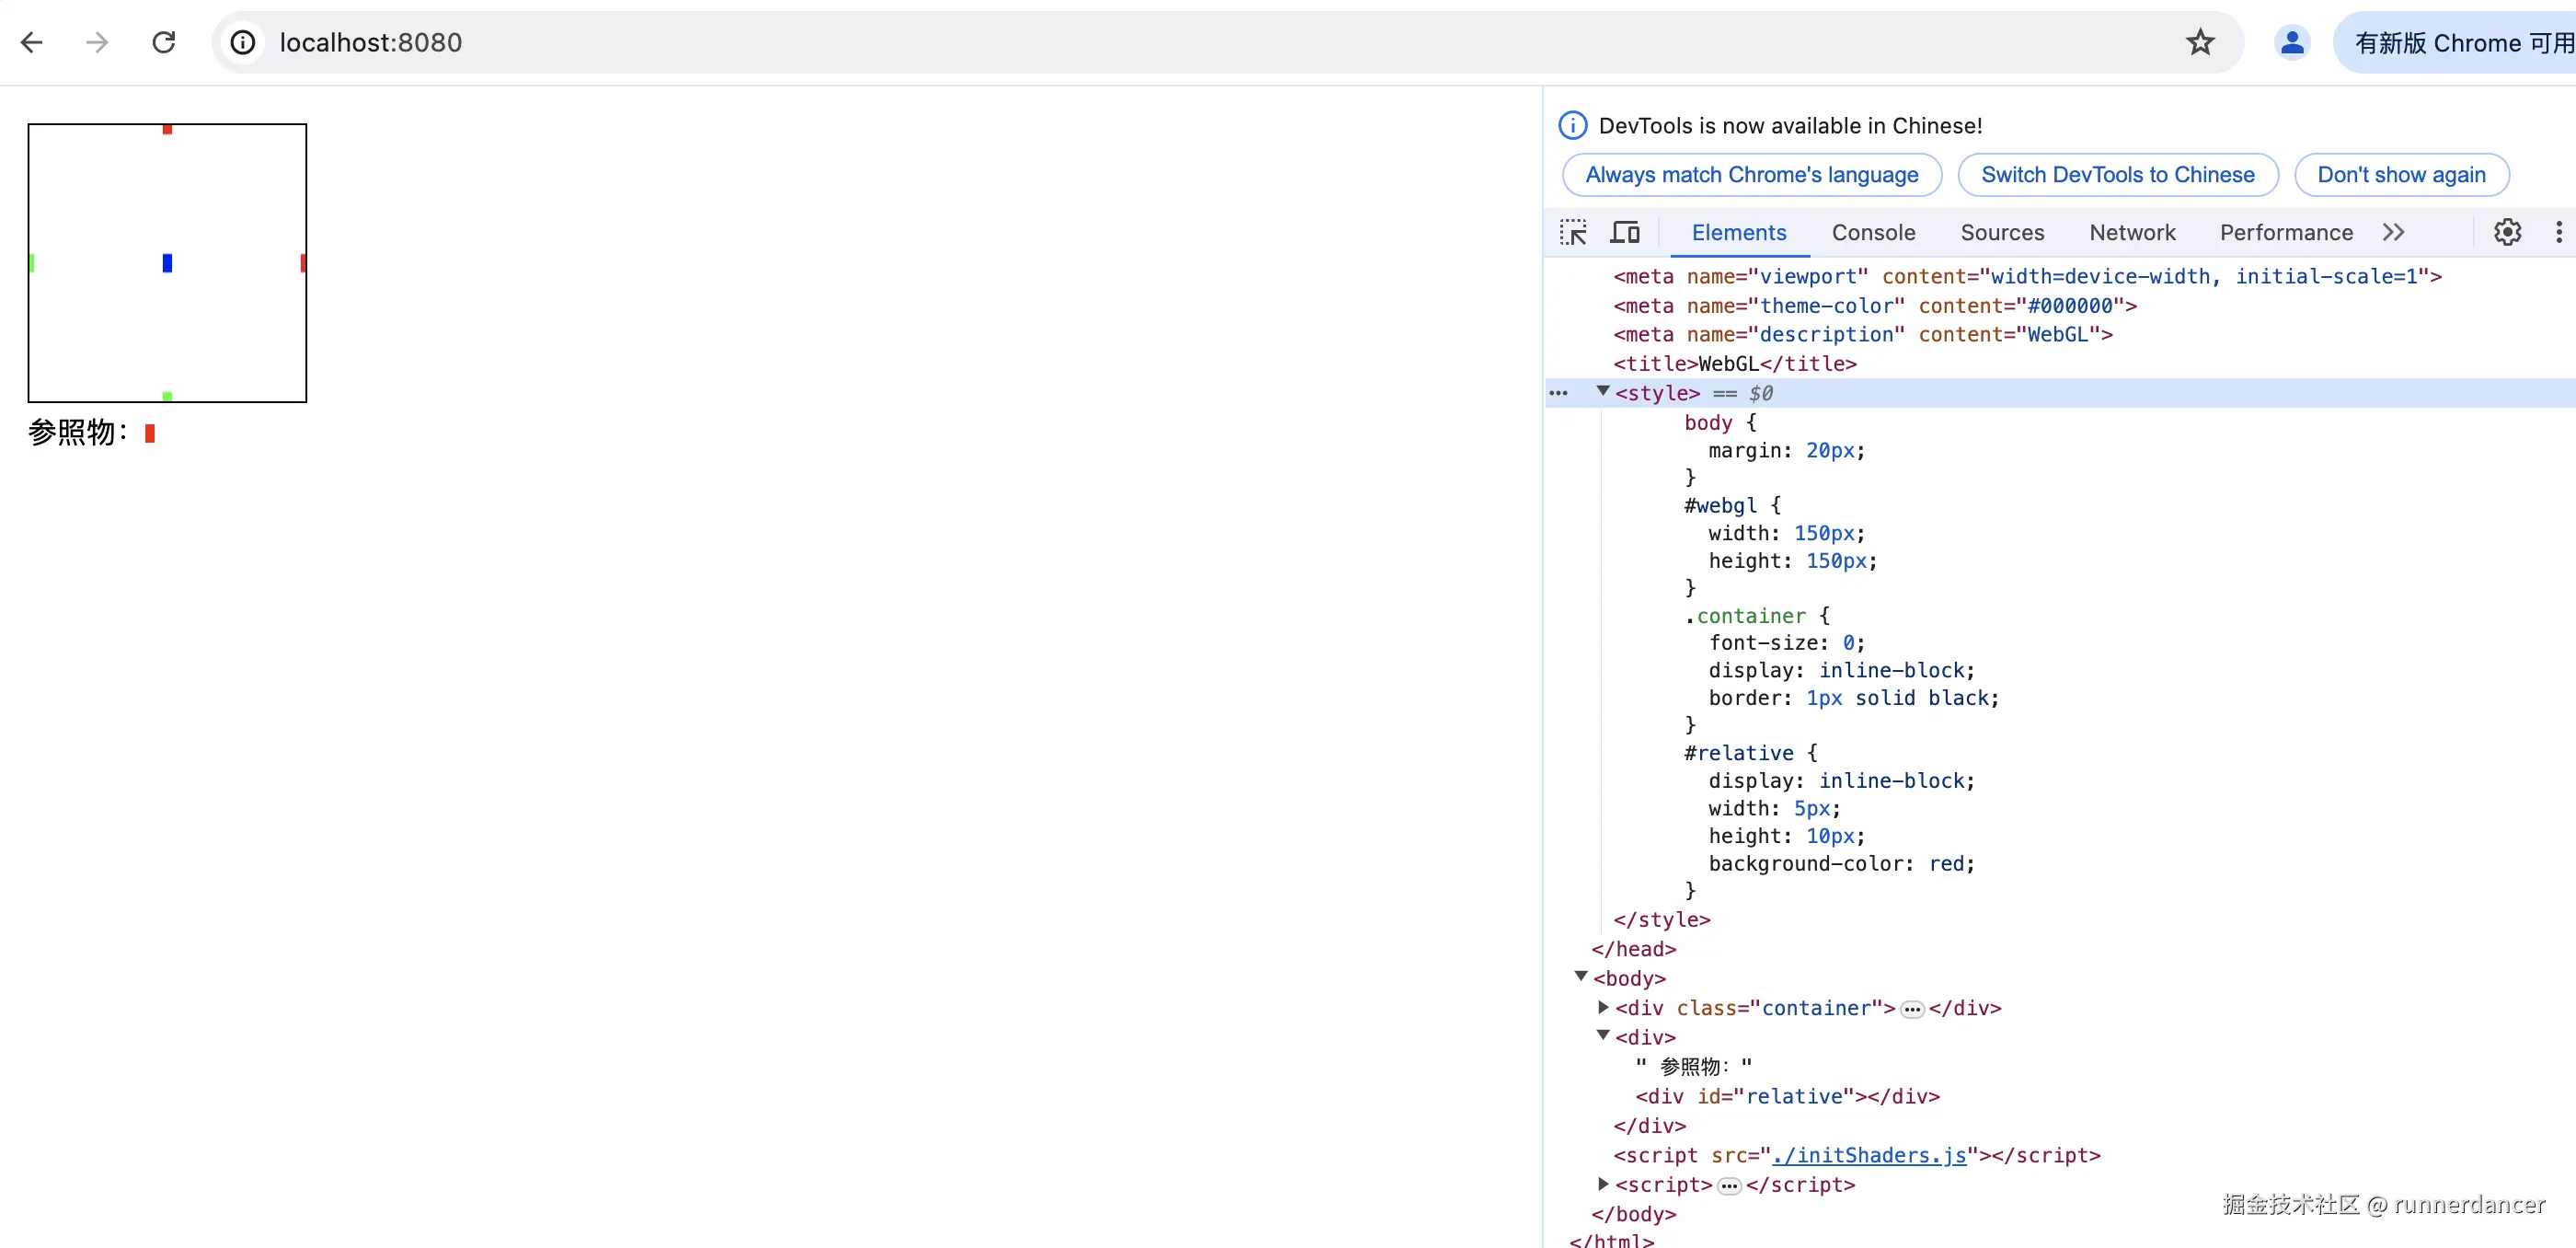 localhost:8080
有新版 Chrome 可用
参照物：
DevTools is now available in Chinese!
Always match Chrome's language
Switch DevTools to Chinese
Don't show again
Elements
Console
Sources
Network
Performance
<meta name="viewport" content="width=device-width, initial-scale=1">
<meta name="theme-color" content="#000000">
<meta name="description" content="WebGL">
<title>WebGL</title>
<style> == $0
body {
margin: 20px;
}
#webgl {
width: 150px;
height: 150px;
}
.container {
font-size: 0;
display: inline-block;
border: 1px solid black;
}
#relative {
display: inline-block;
width: 5px;
height: 10px;
background-color: red;
}
</style>
</head>
<body>
<div class="container">…</div>
<div>
" 参照物："
<div id="relative"></div>
</div>
<script src="./initShaders.js"></script>
<script>…</script>
</body>
</html>
掘金技术社区 @ runnerdancer